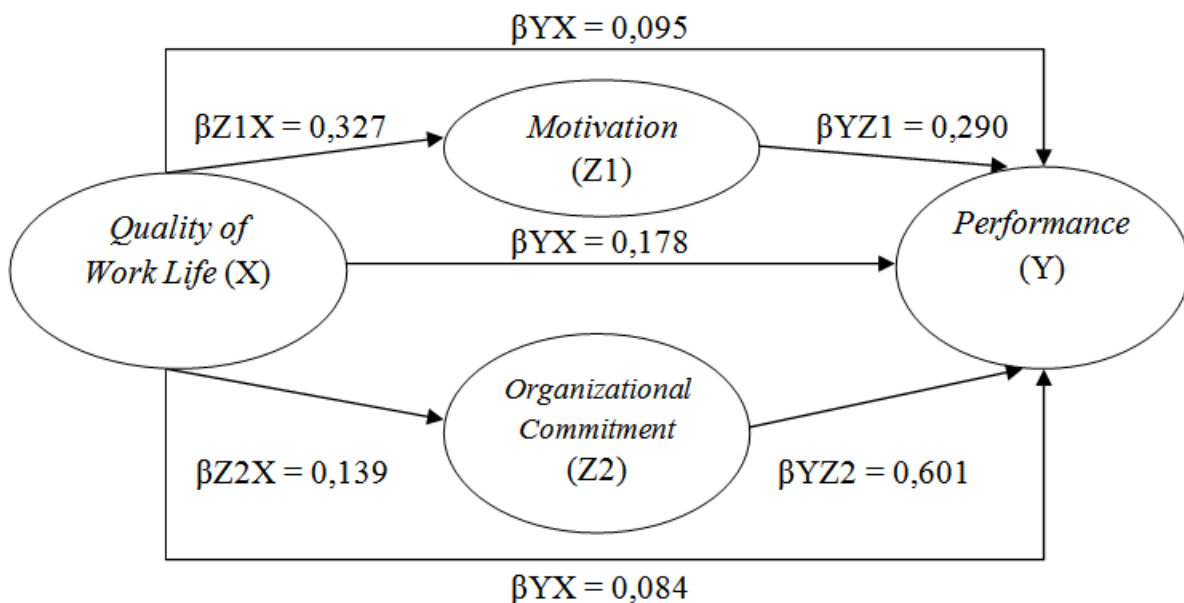 βYX = 0,095
βZ1X = 0,327
Motivation
(Z1)
βYZ1 = 0,290
Quality of
Work Life (X)
βYX = 0,178
Performance
(Y)
βZ2X = 0,139
Organizational
Commitment
(Z2)
βYZ2 = 0,601
βYX = 0,084